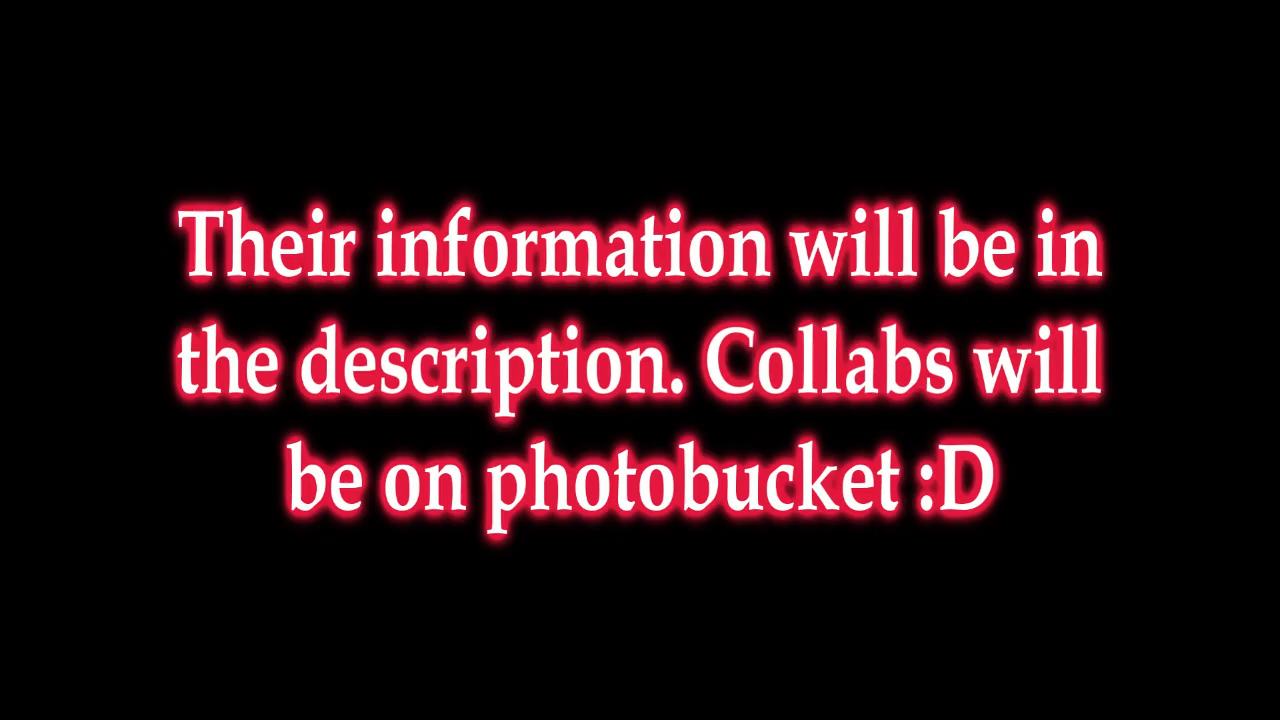 Their information will be in
the description. Collabs will
be on photobucket :D